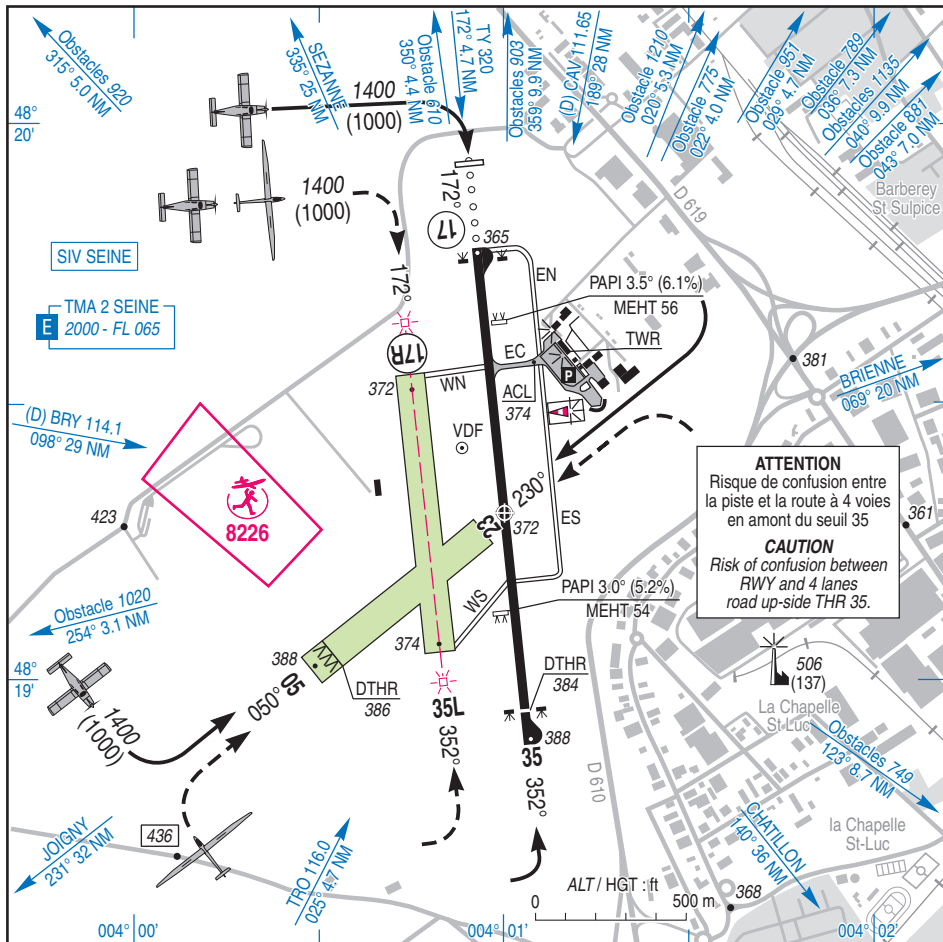 Obstacles 920
315° 5.0 NM
SEZANNE
335° 25 NM
Obstacle 610
350° 4.4 NM
TY 320
172° 4.7 NM
Obstacles 903
359° 6.9 NM
(D) CAV 111.65
189° 28 NM
Obstacle 1210
020° 5.3 NM
Obstacle 775
022° 4.0 NM
Obstacle 951
029° 4.7 NM
Obstacle 789
036° 7.3 NM
Obstacles 1135
040° 9.9 NM
Obstacle 881
043° 7.0 NM
48°
20'
1400
(1000)
1400
(1000)
172°
17
365
172°
D 619
Barberey
St Sulpice
SIV SEINE
TMA 2 SEINE
E
2000 - FL 065
EN
PAPI 3.5° (6.1%)
MEHT 56
TWR
17R
EC
WN
372
P
ACL
374
381
BRIENNE
069° 20 NM
(D) BRY 114.1
098° 29 NM
VDF
8226
423
230°
23
372
ES
361
ATTENTION
Risque de confusion entre
la piste et la route à 4 voies
en amont du seuil 35
CAUTION
Risk of confusion between
RWY and 4 lanes
road up-side THR 35.
WS
PAPI 3.0° (5.2%)
MEHT 54
Obstacle 1020
254° 3.1 NM
48°
19'
388
374
DTHR
386
05
050°
35L
352°
DTHR
384
388
35
352°
506
(137)
La Chapelle
St Luc
1400
(1000)
Obstacles 749
123° 8.7 NM
D 610
436
JOIGNY
231° 32 NM
TRO 116.0
025° 4.7 NM
CHATILLON
140° 36 NM
la Chapelle
St-Luc
368
ALT / HGT : ft
0
500 m
004° 00'
004° 01'
004° 02'